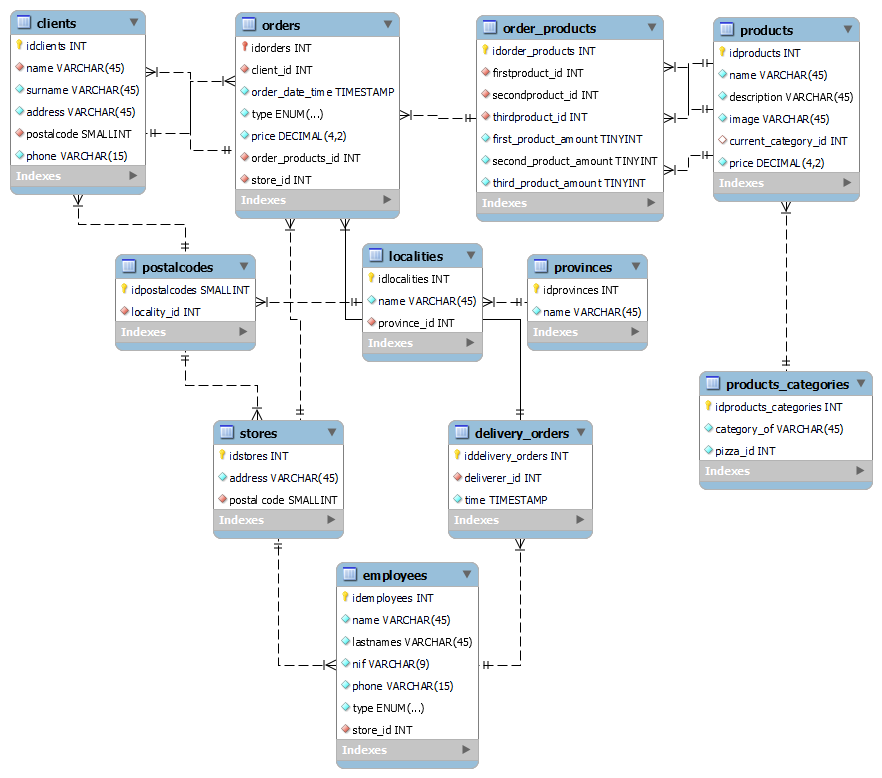 clients
idclients INT
name VARCHAR(45)
surname VARCHAR(45)
address VARCHAR(45)
postalcode SMALLINT
phone VARCHAR(15)
Indexes
orders
idorders INT
client_id INT
order_date_time TIMESTAMP
type ENUM(...)
price DECIMAL(4,2)
order_products_id INT
store_id INT
Indexes
order_products
idorder_products INT
firstproduct_id INT
secondproduct_id INT
thirdproduct_id INT
first_product_amount TINYINT
second_product_amount TINYINT
third_product_amount TINYINT
Indexes
products
idproducts INT
name VARCHAR(45)
description VARCHAR(45)
image VARCHAR(45)
current_category_id INT
price DECIMAL(4,2)
Indexes
postalcodes
idpostalcodes SMALLINT
locality_id INT
Indexes
localities
idlocalities INT
name VARCHAR(45)
province_id INT
Indexes
provinces
idprovinces INT
name VARCHAR(45)
Indexes
products_categories
idproducts_categories INT
category_of VARCHAR(45)
pizza_id INT
Indexes
stores
idstores INT
address VARCHAR(45)
postal code SMALLINT
Indexes
delivery_orders
iddelivery_orders INT
deliverer_id INT
time TIMESTAMP
Indexes
employees
idemployees INT
name VARCHAR(45)
lastnames VARCHAR(45)
nif VARCHAR(9)
phone VARCHAR(15)
type ENUM(...)
store_id INT
Indexes